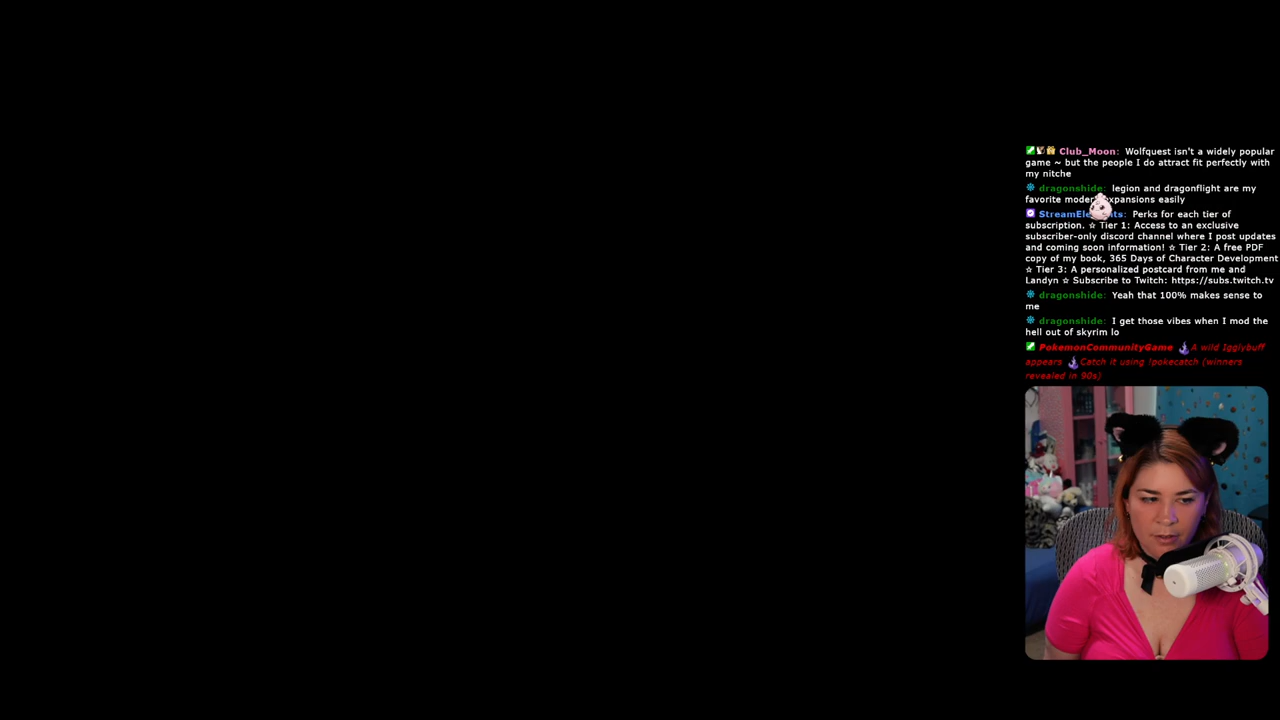 Club_Moon: Wolfquest isn't a widely popular
game ~ but the people I do attract fit perfectly with
my nitche
dragonshide: legion and dragonflight are my
favorite moder expansions easily
StreamEle nts: Perks for each tier of
subscription. ☆ Tier 1: Access to an exclusive
subscriber-only discord channel where I post updates
and coming soon information! ☆ Tier 2: A free PDF
copy of my book, 365 Days of Character Development
☆ Tier 3: A personalized postcard from me and
Landyn ☆ Subscribe to Twitch: https://subs.twitch.tv
dragonshide: Yeah that 100% makes sense to
me
dragonshide: I get those vibes when I mod the
hell out of skyrim lo
PokemonCommunityGame A wild Igglybuff
appears Catch it using !pokecatch (winners
revealed in 90s)